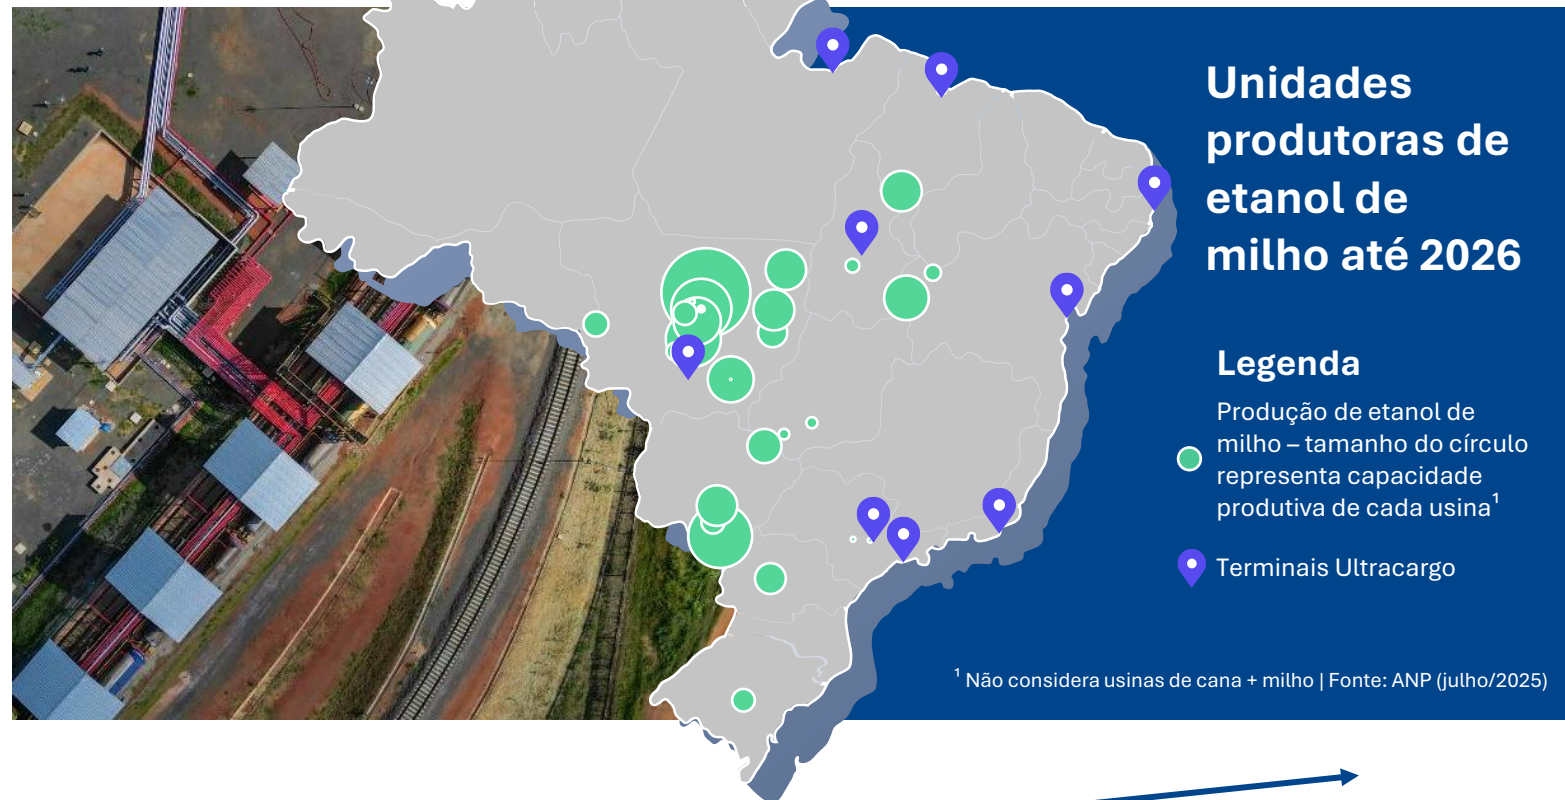 Unidades
produtoras de
etanol de
milho até 2026
Legenda
Produção de etanol de
milho – tamanho do círculo
representa capacidade
produtiva de cada usina¹
Terminais Ultracargo
¹ Não considera usinas de cana + milho | Fonte: ANP (julho/2025)